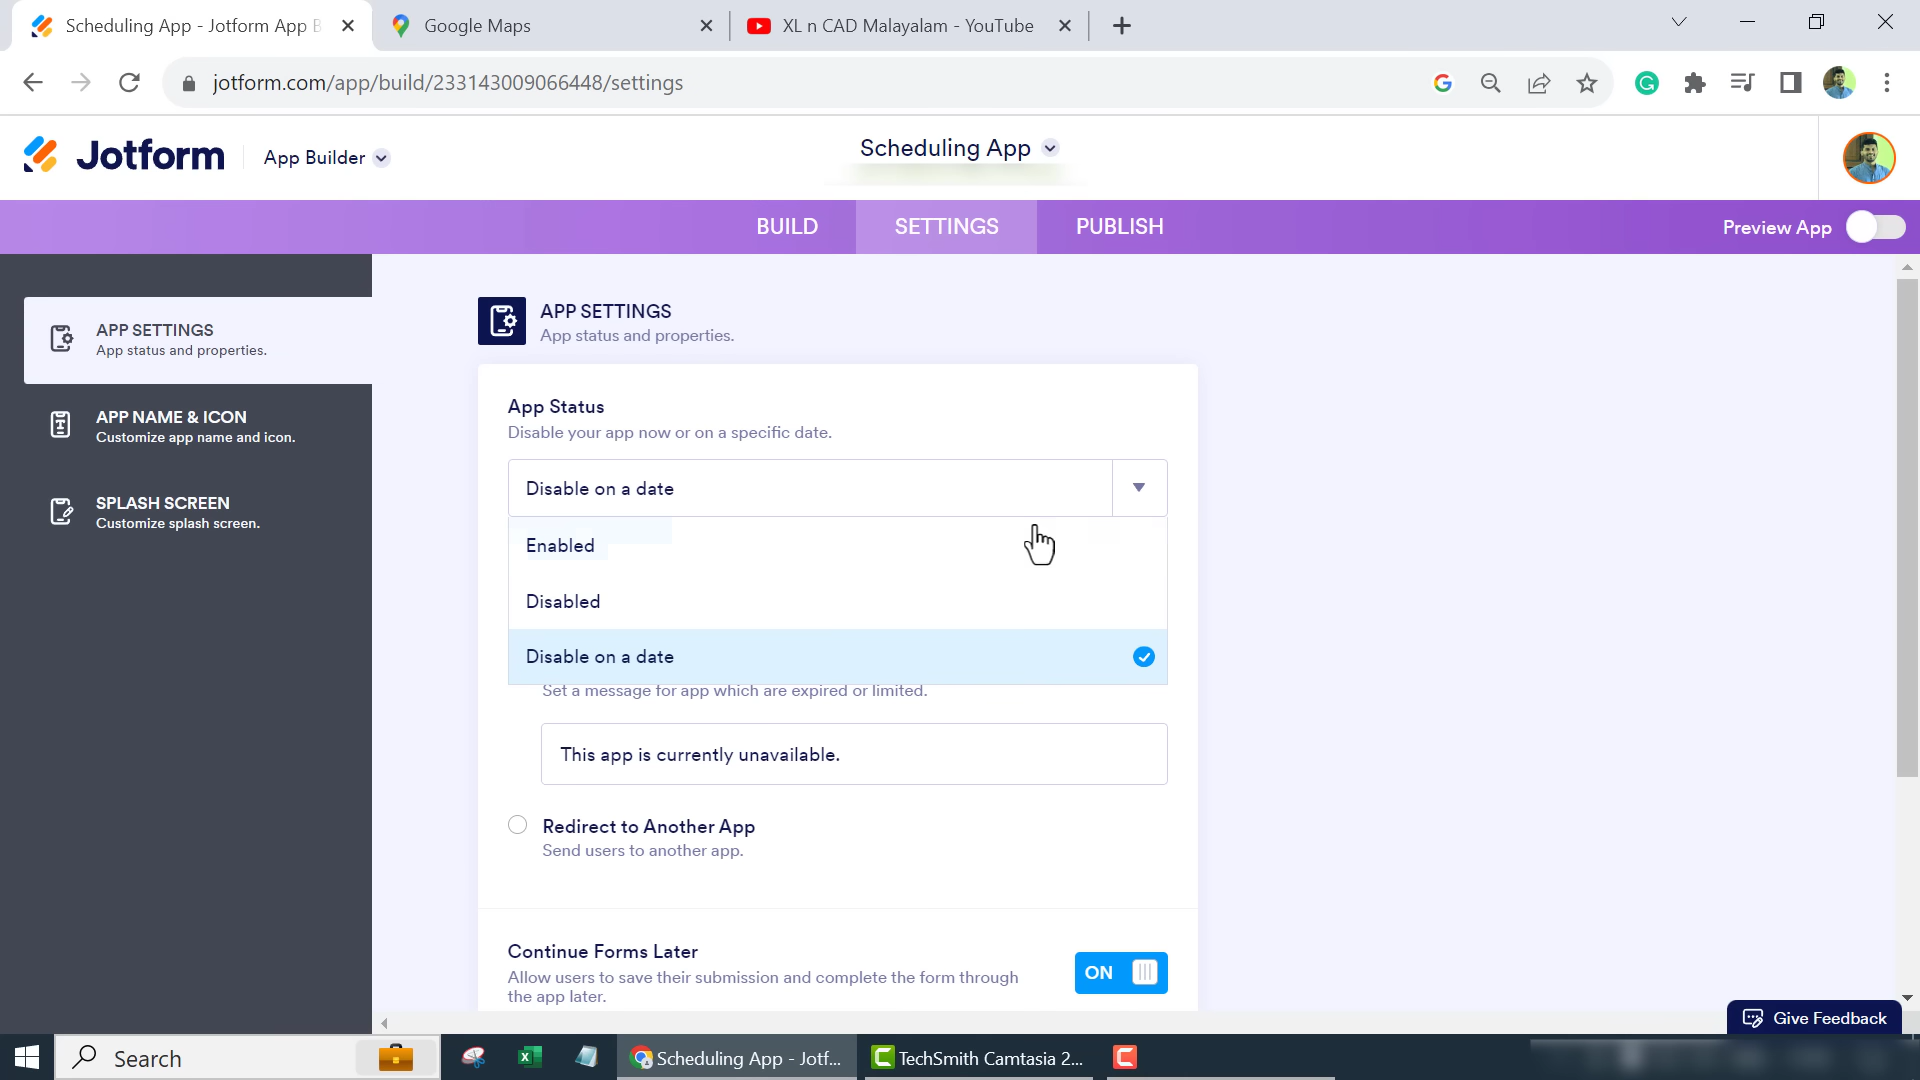 Scheduling App - Jotform App B
Google Maps
XL n CAD Malayalam - YouTube
jotform.com/app/build/233143009066448/settings
Jotform
App Builder
Scheduling App
BUILD
SETTINGS
PUBLISH
Preview App
APP SETTINGS
App status and properties.
APP NAME & ICON
Customize app name and icon.
SPLASH SCREEN
Customize splash screen.
APP SETTINGS
App status and properties.
App Status
Disable your app now or on a specific date.
Disable on a date
Enabled
Disabled
Disable on a date
Set a message for app which are expired or limited.
This app is currently unavailable.
Redirect to Another App
Send users to another app.
Continue Forms Later
Allow users to save their submission and complete the form through
the app later.
ON
Give Feedback
Search
Scheduling App - Jotf...
TechSmith Camtasia 2...